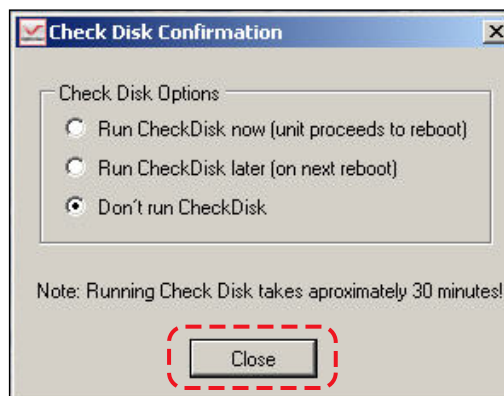 Check Disk Confirmation
Check Disk Options
Run CheckDisk now (unit proceeds to reboot)
Run CheckDisk later (on next reboot)
Don't run CheckDisk
Note: Running Check Disk takes aproximately 30 minutes!
Close